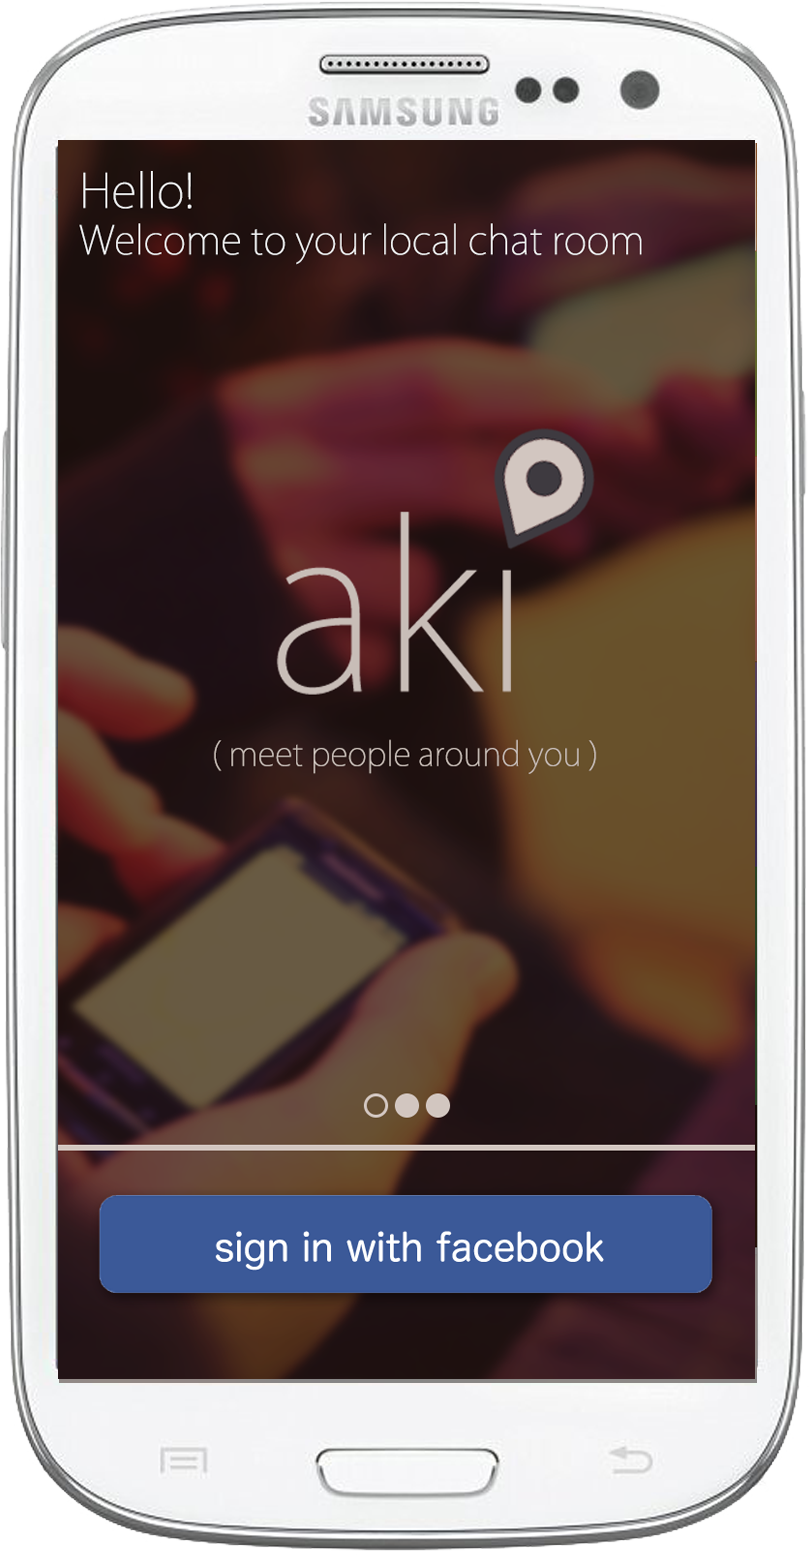 SAMSUNG
Hello!
Welcome to your local chat room
aki
( meet people around you )
sign in with facebook